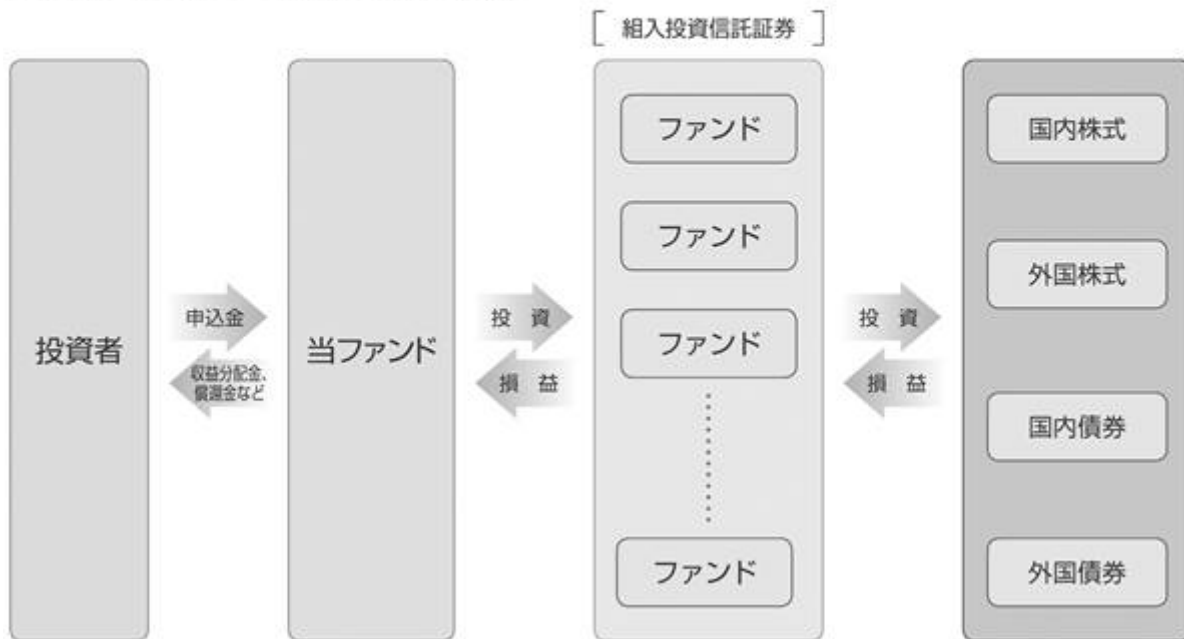 組入投資信託証券
投資者
申込金
収益分配金、
償還金など
当ファンド
投 資
損 益
ファンド
ファンド
ファンド
ファンド
投 資
損 益
国内株式
外国株式
国内債券
外国債券